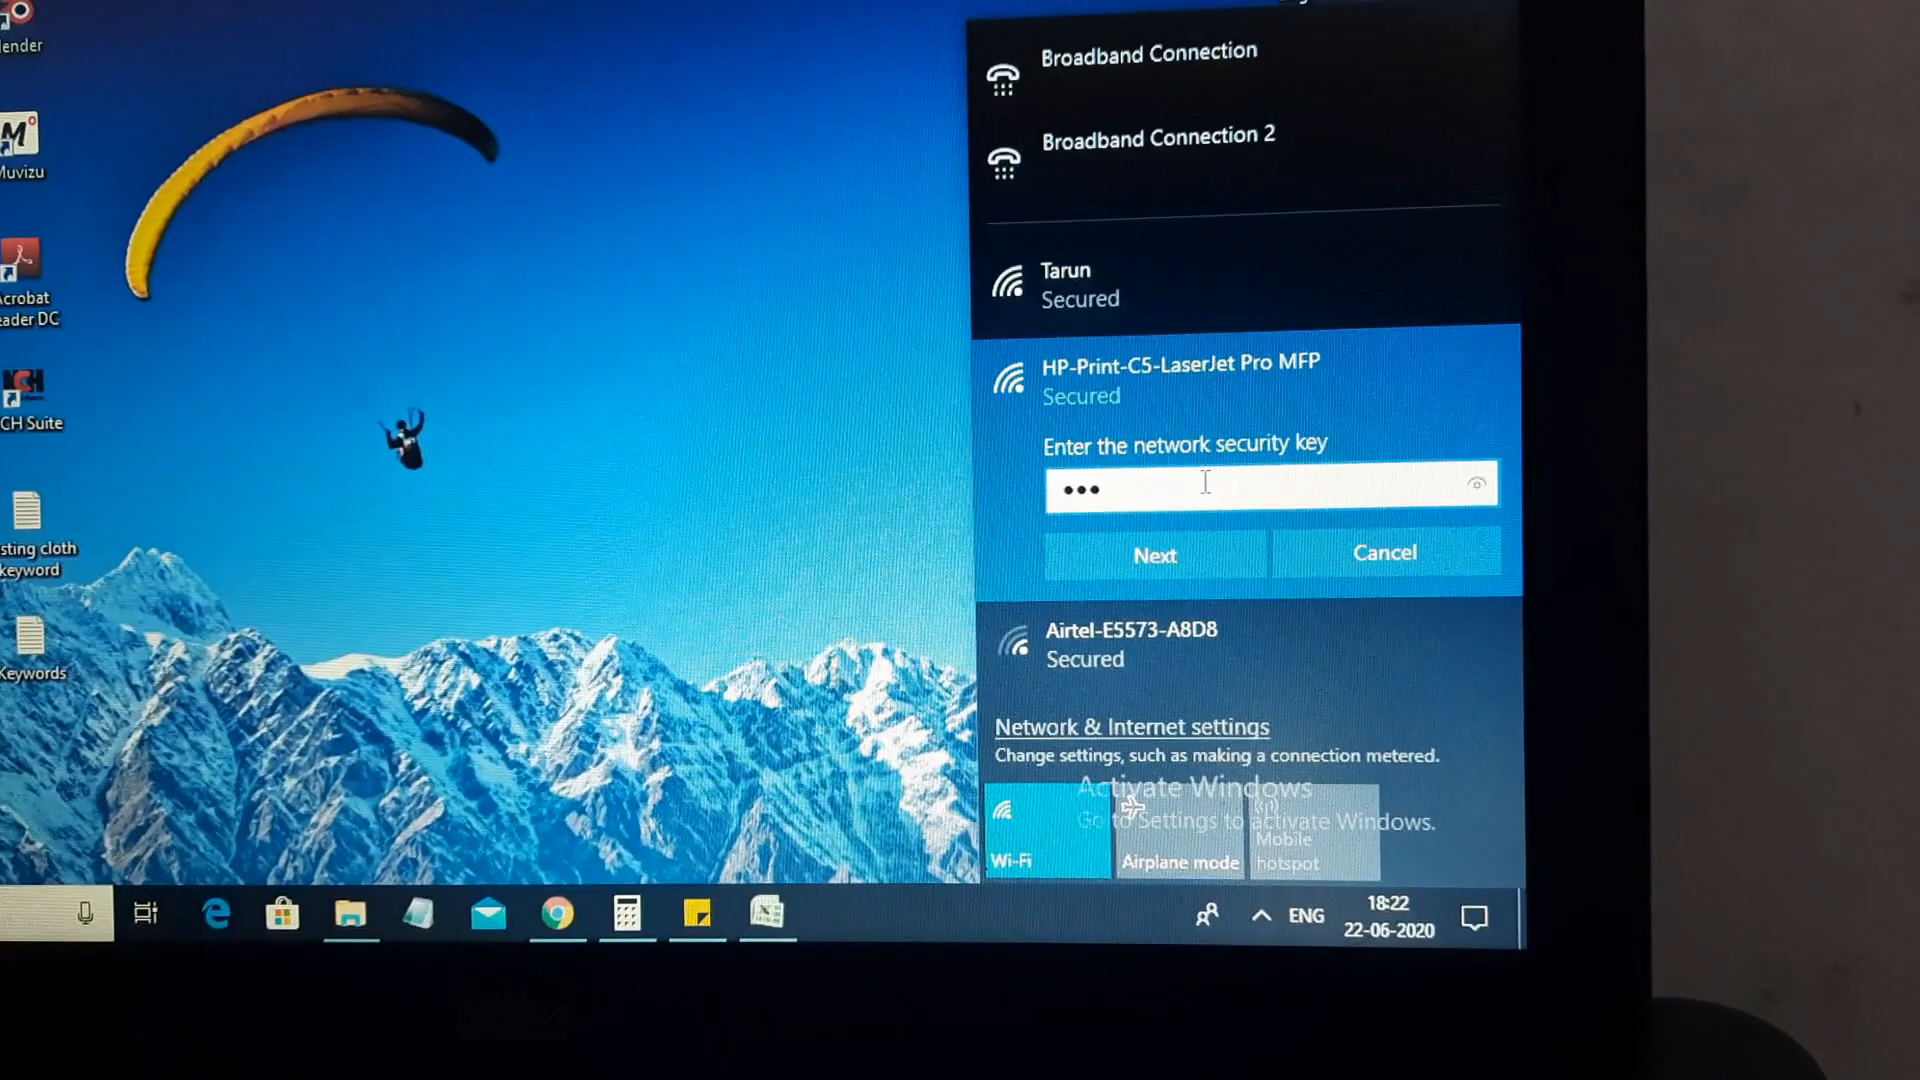 Broadband Connection
Broadband Connection 2
Tarun
Secured
HP-Print-C5-LaserJet Pro MFP
Secured
Enter the network security key
Next
Cancel
Airtel-E5573-A8D8
Secured
Network & Internet settings
Change settings, such as making a connection metered.
Activate Windows
Go to Settings to activate Windows.
Wi-Fi
Airplane mode
Mobile
hotspot
ENG
18:22
22-06-2020
lender
Muvizu
Acrobat
eader DC
CH Suite
sting cloth
keyword
Keywords